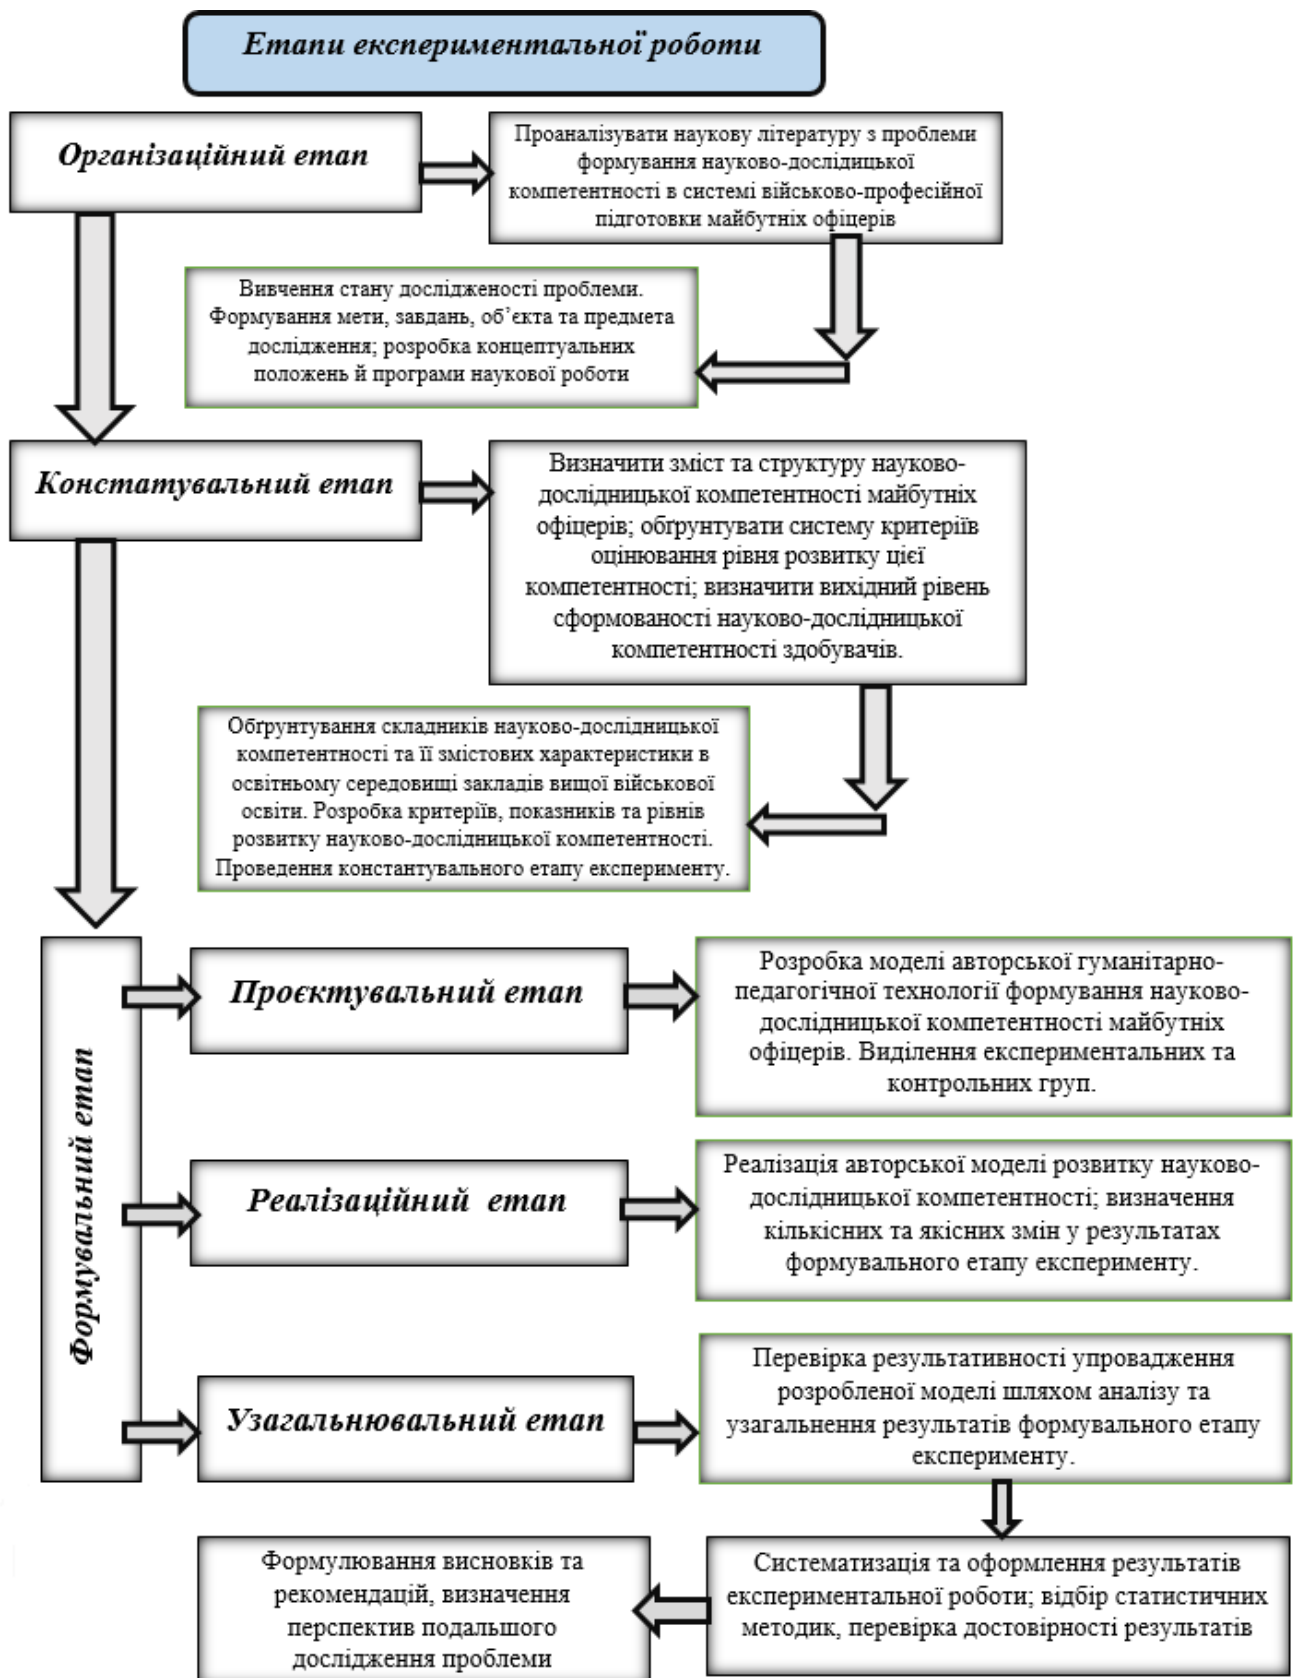 Етапи експериментальної роботи
Організаційний етап
Проаналізувати наукову літературу з проблеми
формування науково-дослідицької
компетентності в системі військово-професійної
підготовки майбутніх офіцерів
Вивчення стану дослідженості проблеми.
Формування мети, завдань, об’єкта та предмета
дослідження; розробка концептуальних
положень й програми наукової роботи
Констатувальний етап
Визначити зміст та структуру науково-
дослідницької компетентності майбутніх
офіцерів; обґрунтувати систему критеріїв
оцінювання рівня розвитку цієї
компетентності; визначити вихідний рівень
сформованості науково-дослідницької
компетентності здобувачів.
Обґрунтування складників науково-дослідницької
компетентності та її змістових характеристики в
освітньому середовищі закладів вищої військової
освіти. Розробка критеріїв, показників та рівнів
розвитку науково-дослідницької компетентності.
Проведення константувального етапу експерименту.
Формувальний етап
Проєктувальний етап
Розробка моделі авторської гуманітарно-
педагогічної технології формування науково-
дослідницької компетентності майбутніх
офіцерів. Виділення експериментальних та
контрольних груп.
Реалізаційний етап
Реалізація авторської моделі розвитку науково-
дослідницької компетентності; визначення
кількісних та якісних змін у результатах
формувального етапу експерименту.
Узагальнювальний етап
Перевірка результативності упровадження
розробленої моделі шляхом аналізу та
узагальнення результатів формувального етапу
експерименту.
Систематизація та оформлення результатів
експериментальної роботи; відбір статистичних
методик, перевірка достовірності результатів
Формулювання висновків та
рекомендацій, визначення
перспектив подальшого
дослідження проблеми